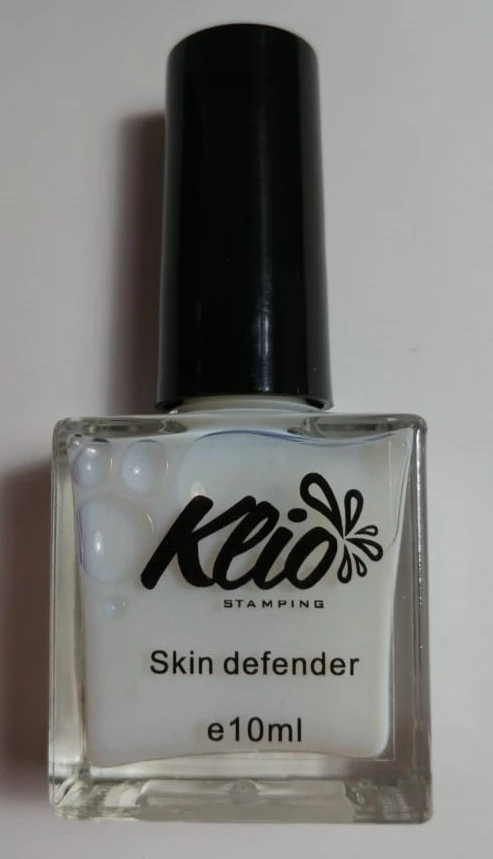 Klio
STAMPING
Skin defender
e10ml